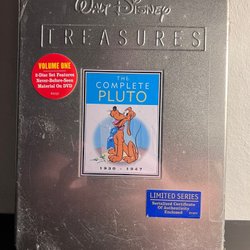 WALT DISNEY
TREASURES
VOLUME ONE
2-Disc Set Features
Never-Before-Seen
Material On DVD
THE
COMPLETE
PLUTO
1930 - 1947
LIMITED SERIES
Serialized Certificate
Of Authenticity
Enclosed